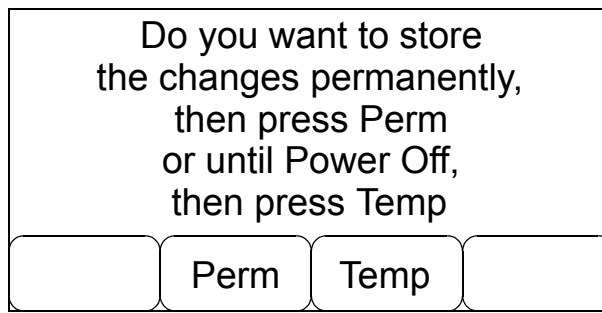 Do you want to store
the changes permanently,
then press Perm
or until Power Off,
then press Temp
Perm Temp